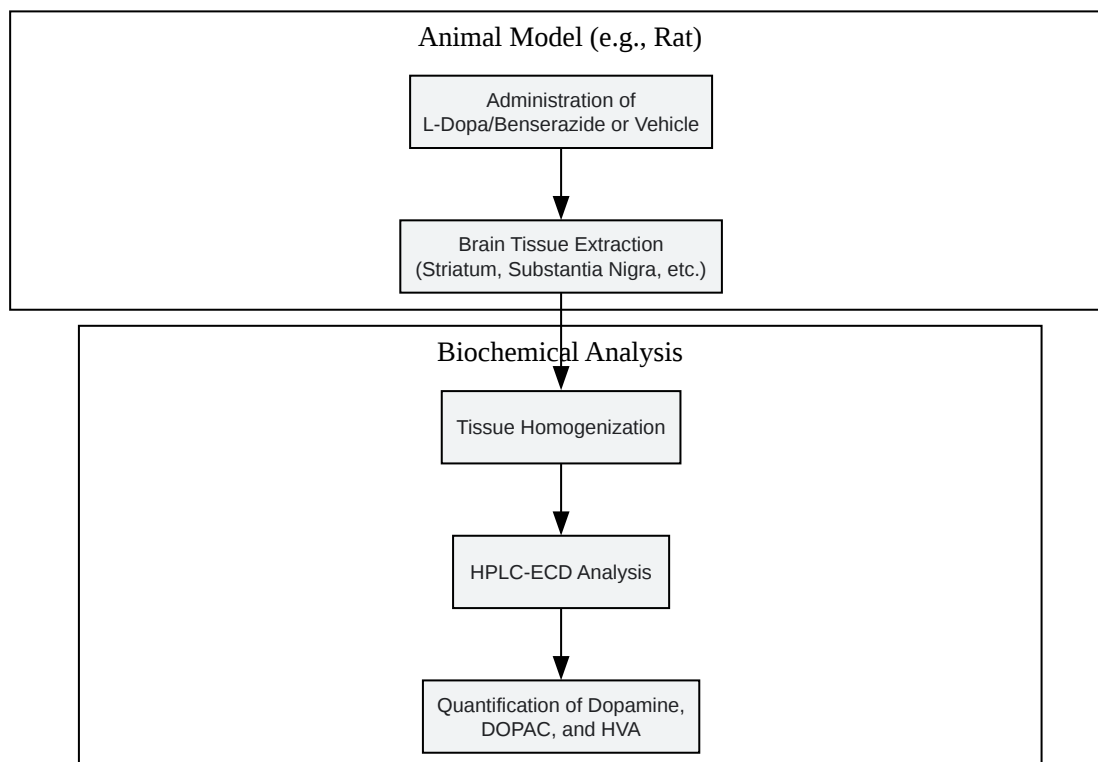 Animal Model (e.g., Rat)
Administration of
L-Dopa/Benserazide or Vehicle
Brain Tissue Extraction
(Striatum, Substantia Nigra, etc.)
Biochemical Analysis
Tissue Homogenization
HPLC-ECD Analysis
Quantification of Dopamine,
DOPAC, and HVA